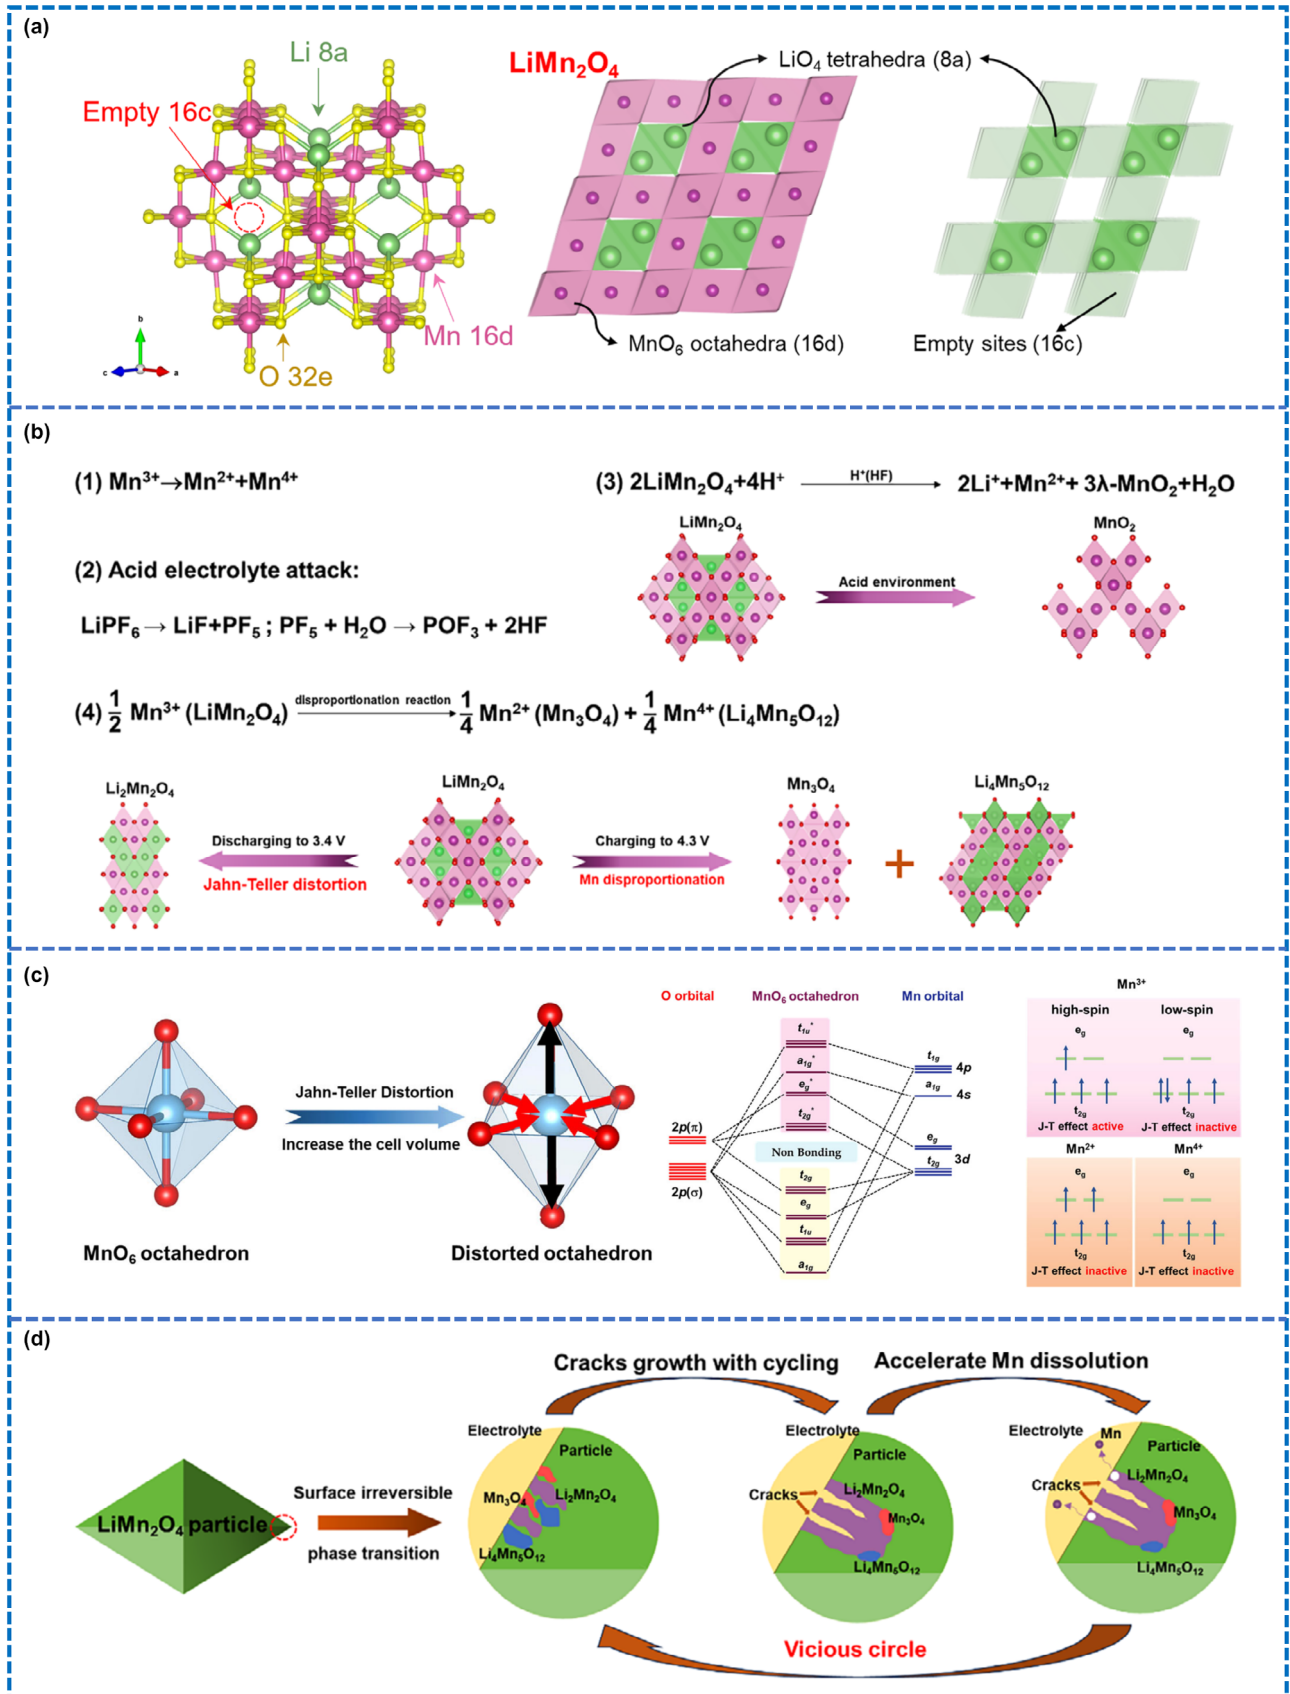 (a)
Li 8a
Empty 16c
LiMn₂O₄
LiO₄ tetrahedra (8a)
Mn 16d
O 32e
b
c
a
MnO₆ octahedra (16d)
Empty sites (16c)
(b)
(1) Mn³⁺→Mn²⁺+Mn⁴⁺
(3) 2LiMn₂O₄+4H⁺ H⁺(HF) 2Li⁺+Mn²⁺+ 3λ-MnO₂+H₂O
LiMn₂O₄
MnO₂
Acid environment
(2) Acid electrolyte attack:
LiPF₆ → LiF+PF₅ ; PF₅ + H₂O → POF₃ + 2HF
(4) 1/2 Mn³⁺ (LiMn₂O₄) disproportionation reaction 1/4 Mn²⁺ (Mn₃O₄) + 1/4 Mn⁴⁺ (Li₄Mn₅O₁₂)
Li₂Mn₂O₄
LiMn₂O₄
Mn₃O₄
Li₄Mn₅O₁₂
Discharging to 3.4 V
Jahn-Teller distortion
Charging to 4.3 V
Mn disproportionation
+
(c)
Jahn-Teller Distortion
Increase the cell volume
MnO₆ octahedron
Distorted octahedron
O orbital
MnO₆ octahedron
Mn orbital
t₁ᵤ*
a₁g*
eg*
t₂g*
2p(π)
2p(σ)
Non Bonding
t₂g
eg
t₁ᵤ
a₁g
t₁g
4p
a₁g
4s
eg
t₂g
3d
Mn³⁺
high-spin
low-spin
eg
eg
t₂g
t₂g
J-T effect active
J-T effect inactive
Mn²⁺
Mn⁴⁺
eg
eg
t₂g
t₂g
J-T effect inactive
J-T effect inactive
(d)
Cracks growth with cycling
Accelerate Mn dissolution
LiMn₂O₄ particle
Surface irreversible
phase transition
Electrolyte
Particle
Mn₃O₄
Li₂Mn₂O₄
Li₄Mn₅O₁₂
Electrolyte
Particle
Cracks
Li₂Mn₂O₄
Mn₃O₄
Li₄Mn₅O₁₂
Electrolyte
Mn
Particle
Cracks
Li₂Mn₂O₄
Mn₃O₄
Li₄Mn₅O₁₂
Vicious circle